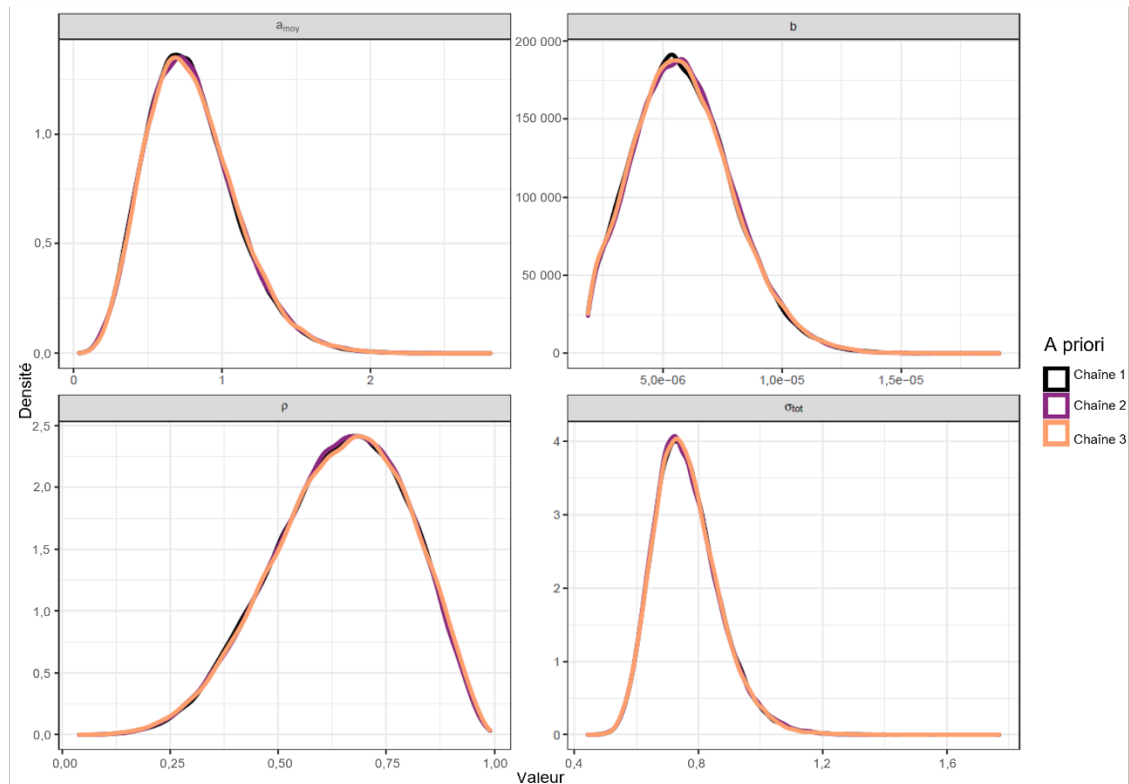 a_moy
b
1,0
0,5
0,0
0
1
2
200 000
150 000
100 000
50 000
0
5,0e-06
1,0e-05
1,5e-05
Densité
ρ
σ_tot
2,5
2,0
1,5
1,0
0,5
0,0
0,00
0,25
0,50
0,75
1,00
4
3
2
1
0
0,4
0,8
1,2
1,6
Valeur
A priori
Chaîne 1
Chaîne 2
Chaîne 3